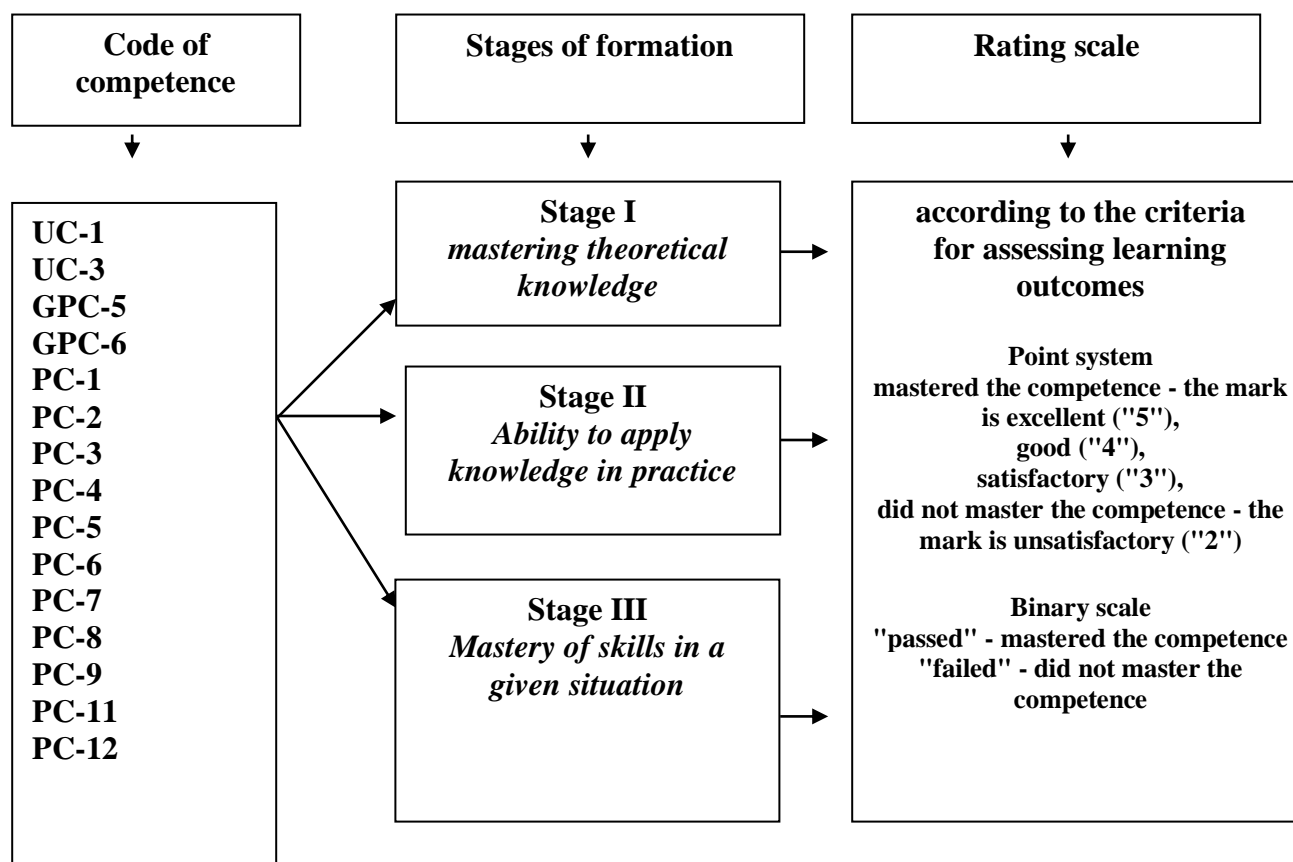 Code of
competence
Stages of formation
Rating scale
UC-1
UC-3
GPC-5
GPC-6
PC-1
PC-2
PC-3
PC-4
PC-5
PC-6
PC-7
PC-8
PC-9
PC-11
PC-12
Stage I
mastering theoretical
knowledge
Stage II
Ability to apply
knowledge in practice
Stage III
Mastery of skills in a
given situation
according to the criteria
for assessing learning
outcomes
Point system
mastered the competence - the mark
is excellent ("5"),
good ("4"),
satisfactory ("3"),
did not master the competence - the
mark is unsatisfactory ("2")
Binary scale
"passed" - mastered the competence
"failed" - did not master the
competence